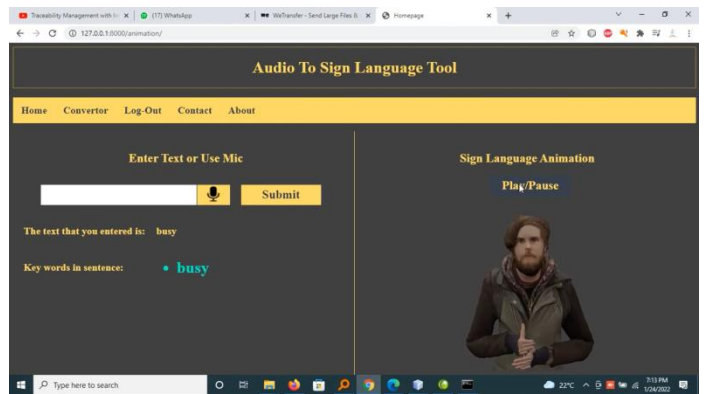 Traceability Management with Im
(17) WhatsApp
WeTransfer - Send Large Files &
Homepage
127.0.0.1:8000/animation/
Audio To Sign Language Tool
Home Convertor Log-Out Contact About
Enter Text or Use Mic
Submit
The text that you entered is: busy
Key words in sentence:
busy
Sign Language Animation
Play/Pause
Type here to search
22°C
7:13 PM
1/24/2022